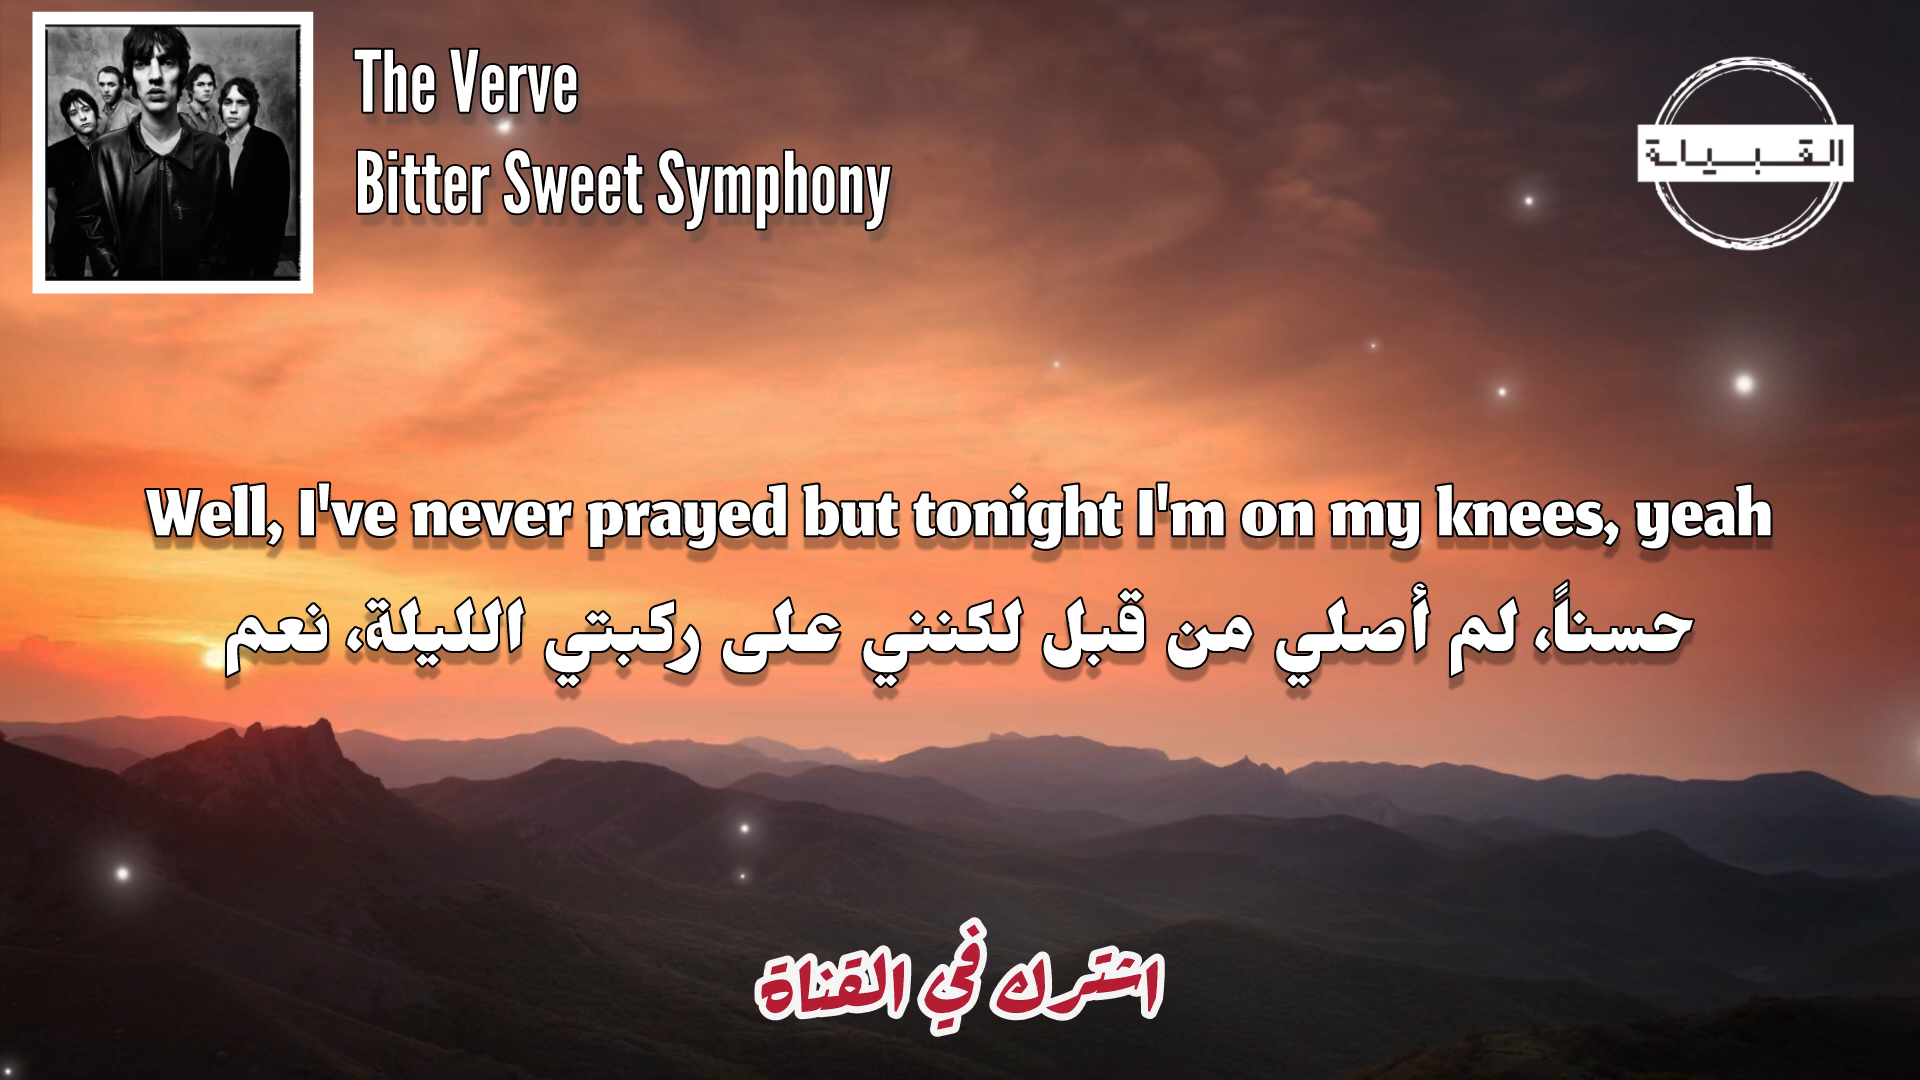 The Verve
Bitter Sweet Symphony
القبيلة
Well, I've never prayed but tonight I'm on my knees, yeah
حسناً، لم أصلي من قبل لكنني على ركبتي الليلة، نعم
اشترك في القناة